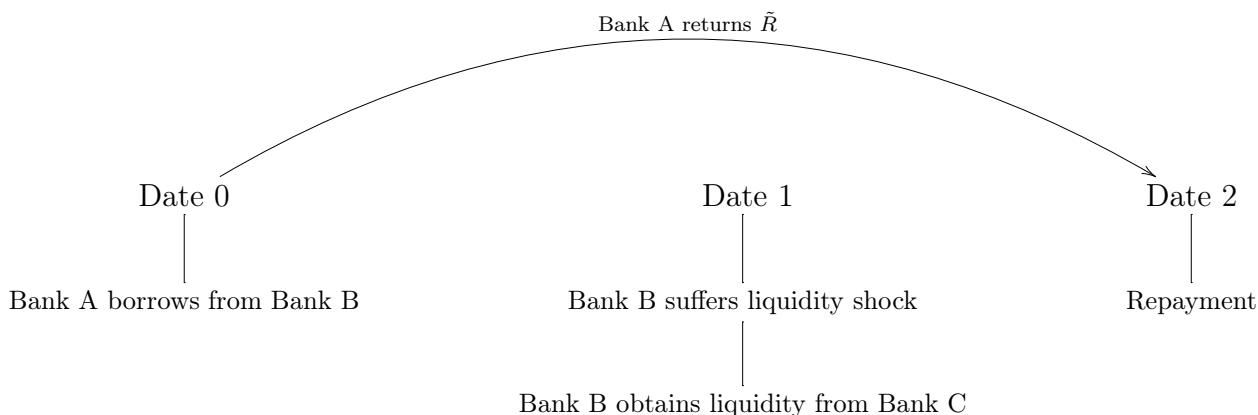 Bank A returns R̃
Date 0
Date 1
Date 2
Bank A borrows from Bank B
Bank B suffers liquidity shock
Repayment
Bank B obtains liquidity from Bank C